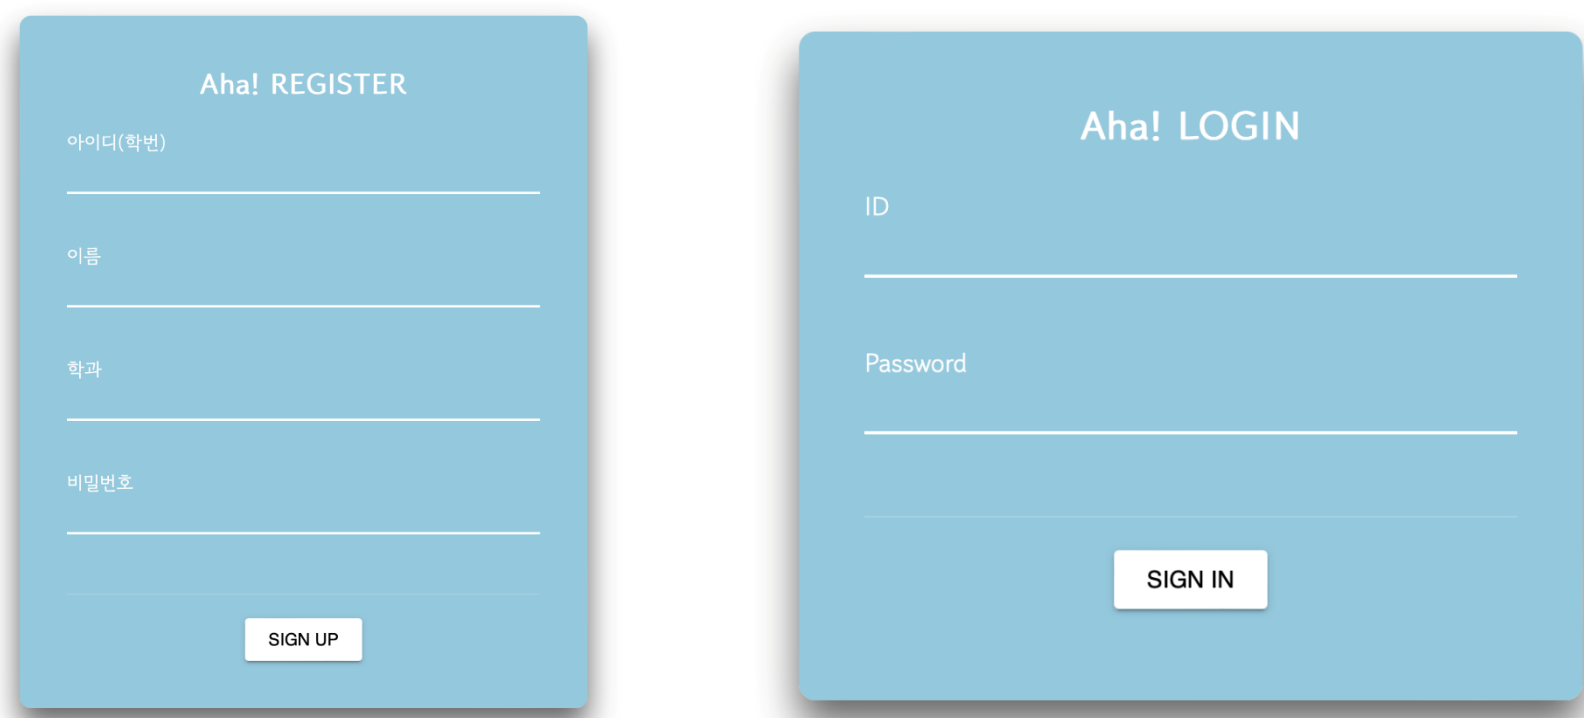 Aha! REGISTER
아이디(학번)
이름
학과
비밀번호
SIGN UP
Aha! LOGIN
ID
Password
SIGN IN